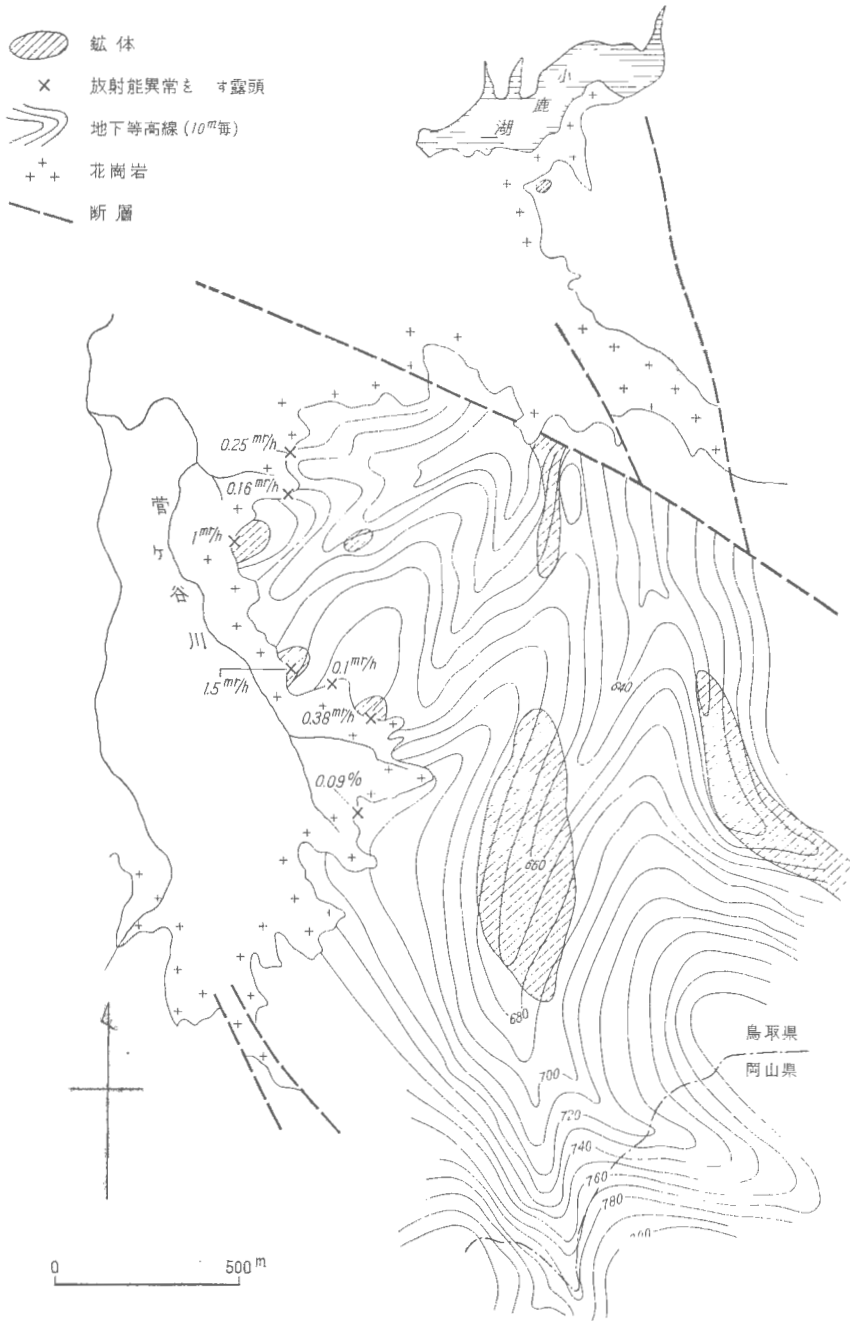 鉱体
放射能異常を す露頭
地下等高線 (10m毎)
花崗岩
断層
小鹿湖
0.25mr/h
0.16mr/h
1mr/h
菅ヶ谷川
1.5mr/h
0.1mr/h
0.38mr/h
0.09%
640
660
680
700
720
740
760
780
鳥取県
岡山県
0 500m